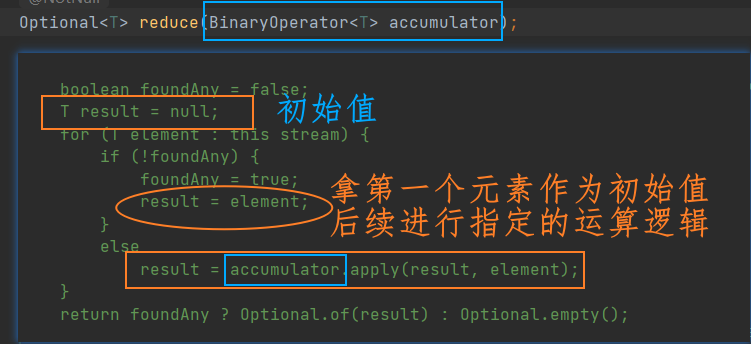 @NotNull
Optional<T> reduce(BinaryOperator<T> accumulator);
boolean foundAny = false;
T result = null;
初始值
for (T element : this stream) {
if (!foundAny) {
foundAny = true;
result = element;
拿第一个元素作为初始值
后续进行指定的运算逻辑
}
else
result = accumulator.apply(result, element);
}
return foundAny ? Optional.of(result) : Optional.empty();